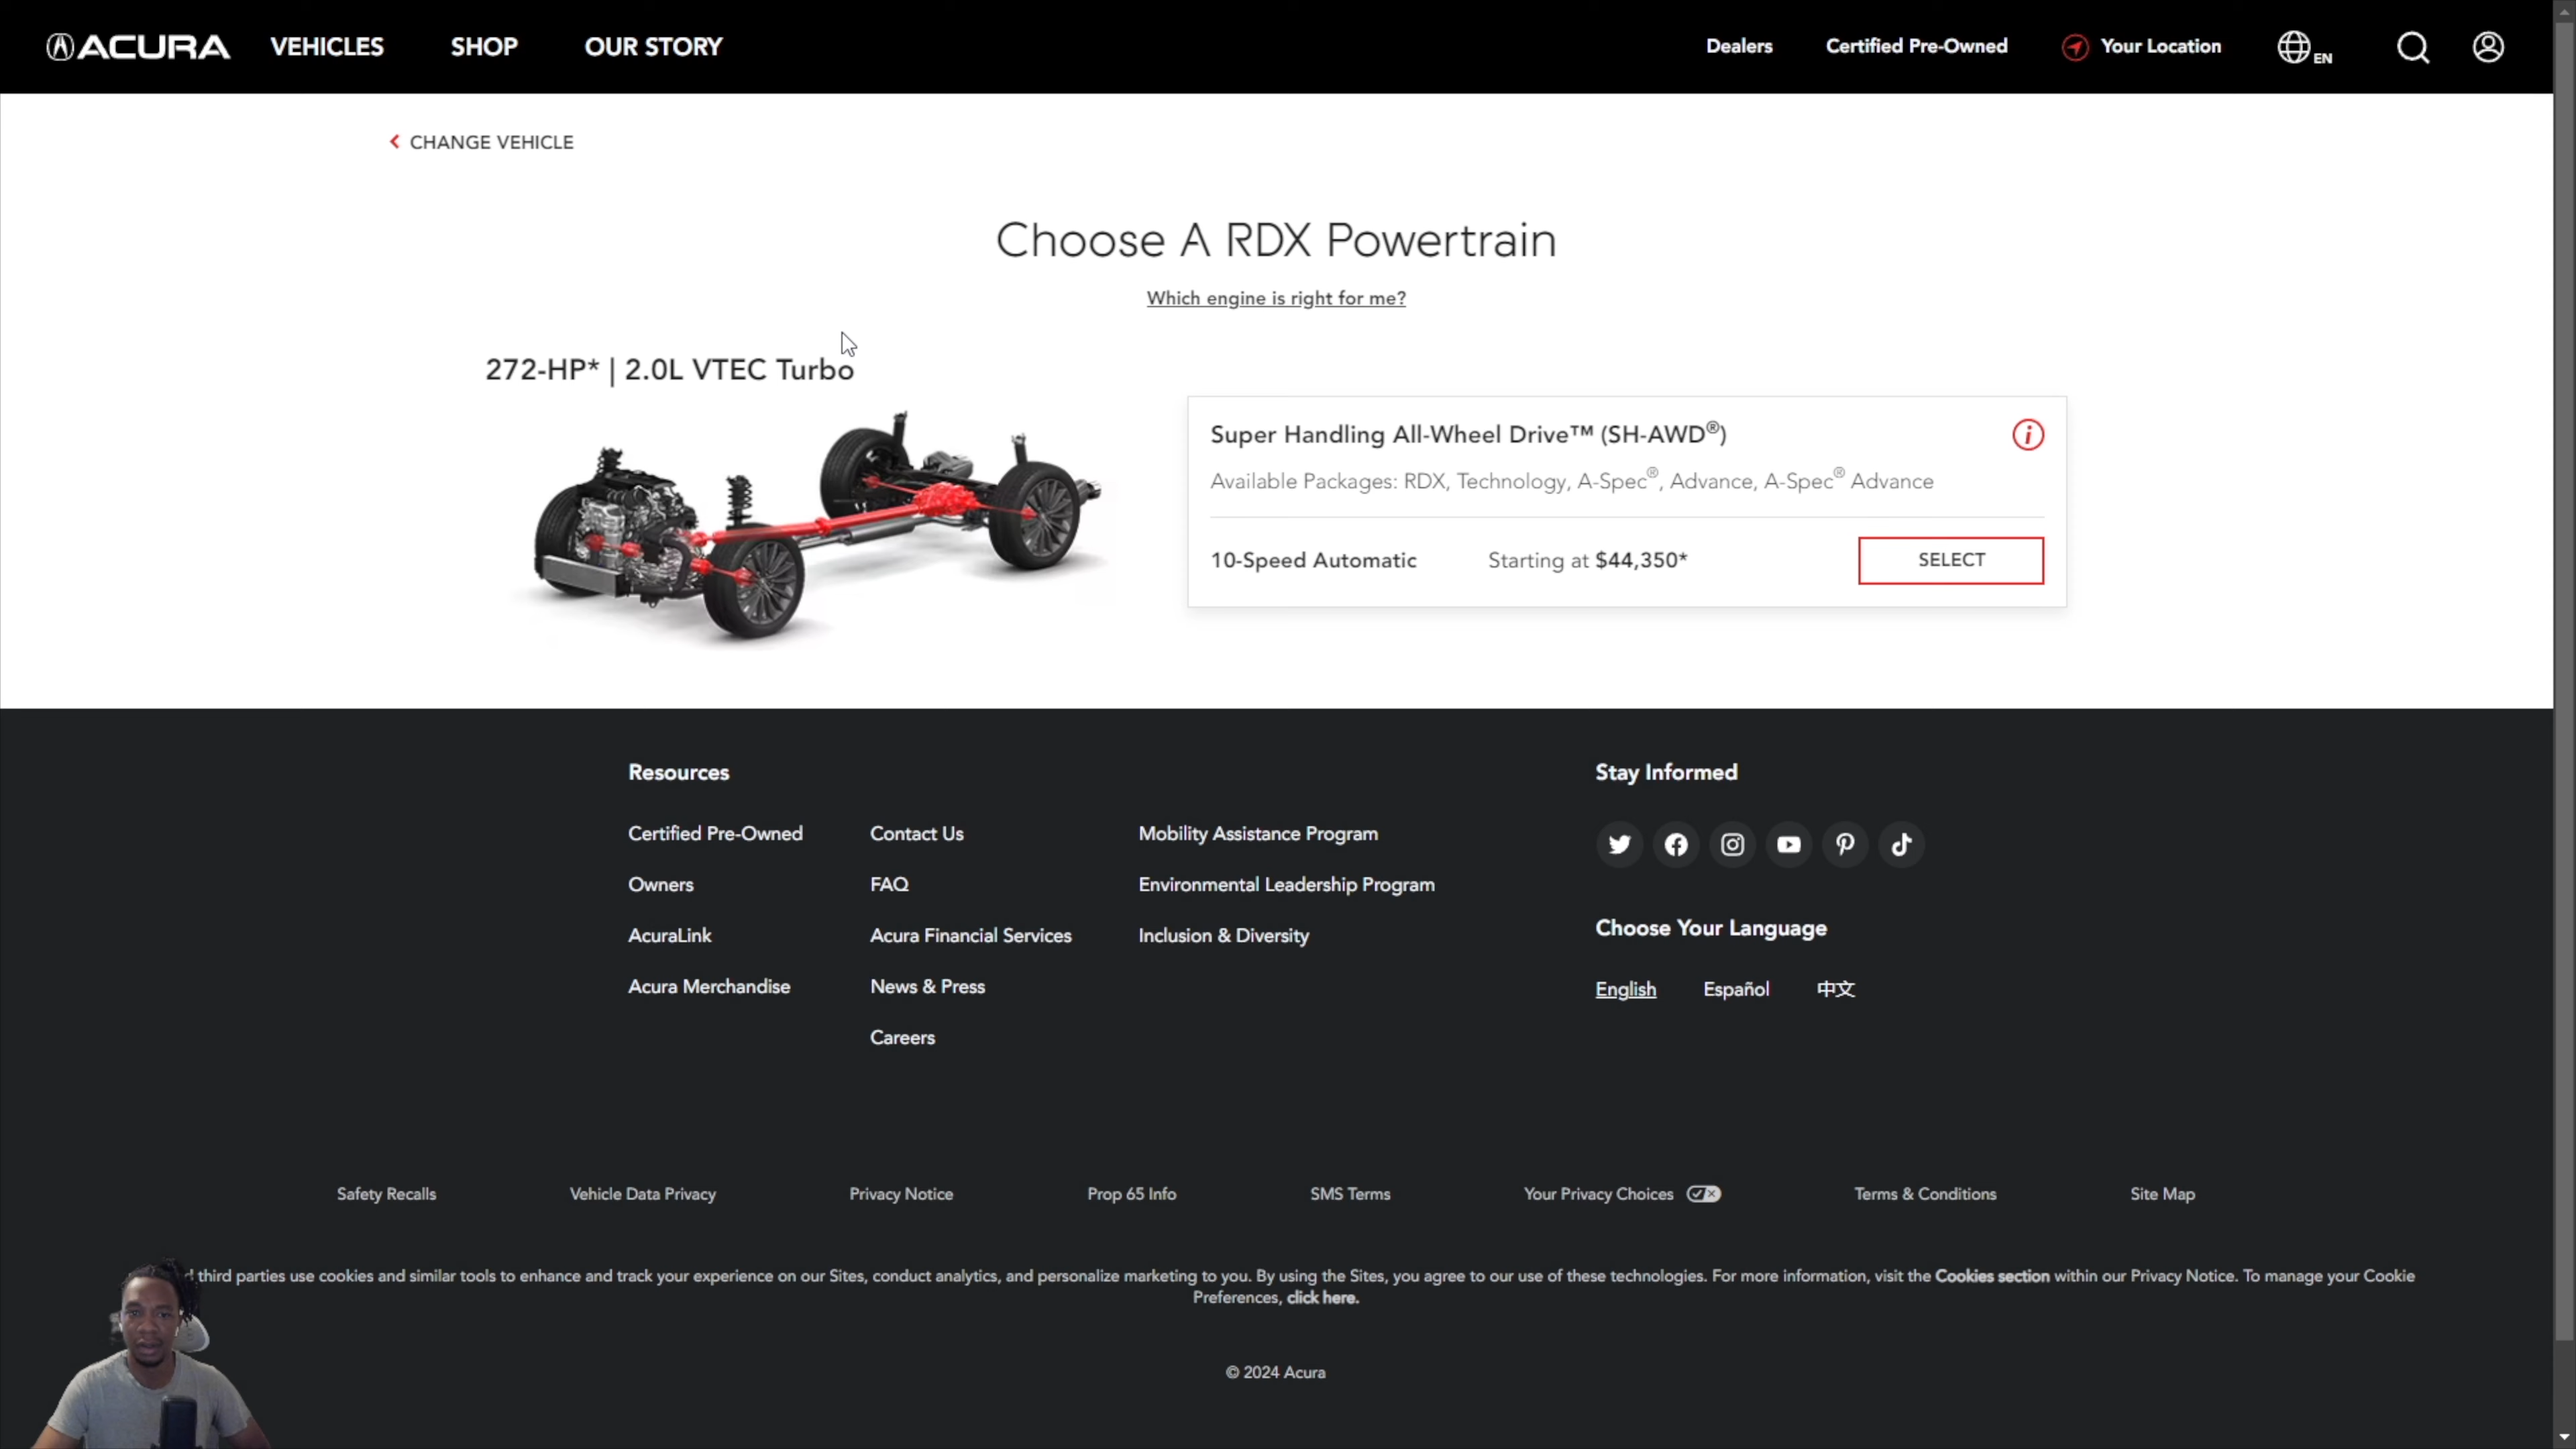 ACURA VEHICLES SHOP OUR STORY Dealers Certified Pre-Owned Your Location EN
CHANGE VEHICLE
Choose A RDX Powertrain
Which engine is right for me?
272-HP* | 2.0L VTEC Turbo
Super Handling All-Wheel Drive™ (SH-AWD®)
Available Packages: RDX, Technology, A-Spec®, Advance, A-Spec® Advance
10-Speed Automatic Starting at $44,350* SELECT
Resources
Certified Pre-Owned
Owners
AcuraLink
Acura Merchandise
Contact Us
FAQ
Acura Financial Services
News & Press
Careers
Mobility Assistance Program
Environmental Leadership Program
Inclusion & Diversity
Stay Informed
Choose Your Language
English Español 中文
Safety Recalls Vehicle Data Privacy Privacy Notice Prop 65 Info SMS Terms Your Privacy Choices Terms & Conditions Site Map
third parties use cookies and similar tools to enhance and track your experience on our Sites, conduct analytics, and personalize marketing to you. By using the Sites, you agree to our use of these technologies. For more information, visit the Cookies section within our Privacy Notice. To manage your Cookie
Preferences, click here.
© 2024 Acura